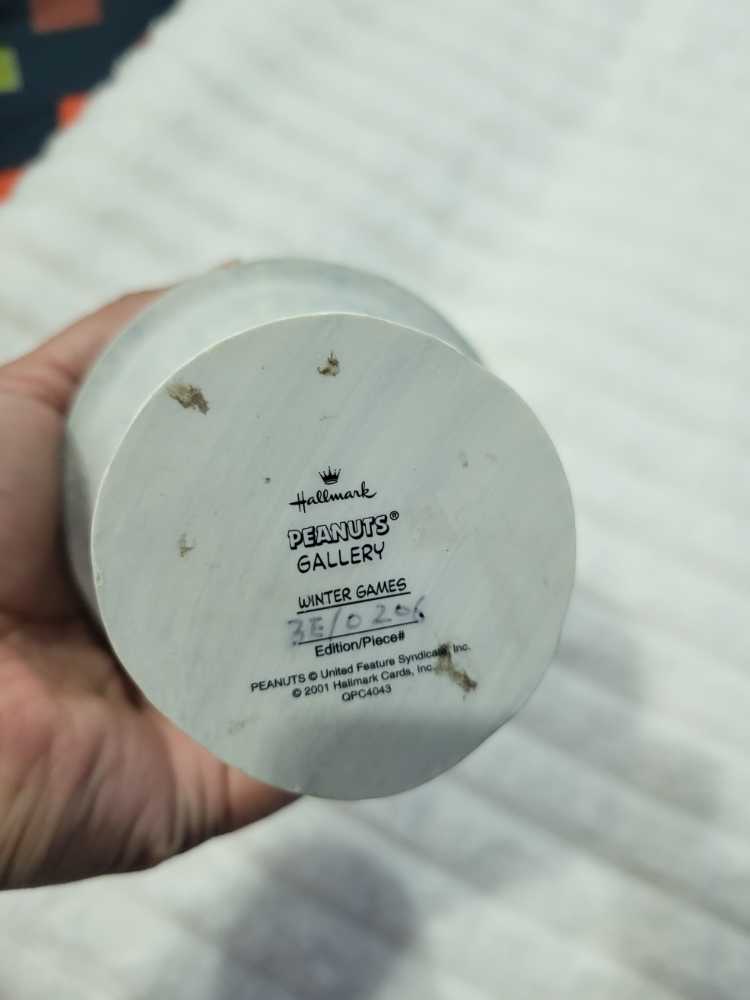 Hallmark
PEANUTS®
GALLERY
WINTER GAMES
3E/0206
Edition/Piece#
PEANUTS © United Feature Syndicate, Inc.
© 2001 Hallmark Cards, Inc.
QPC4043